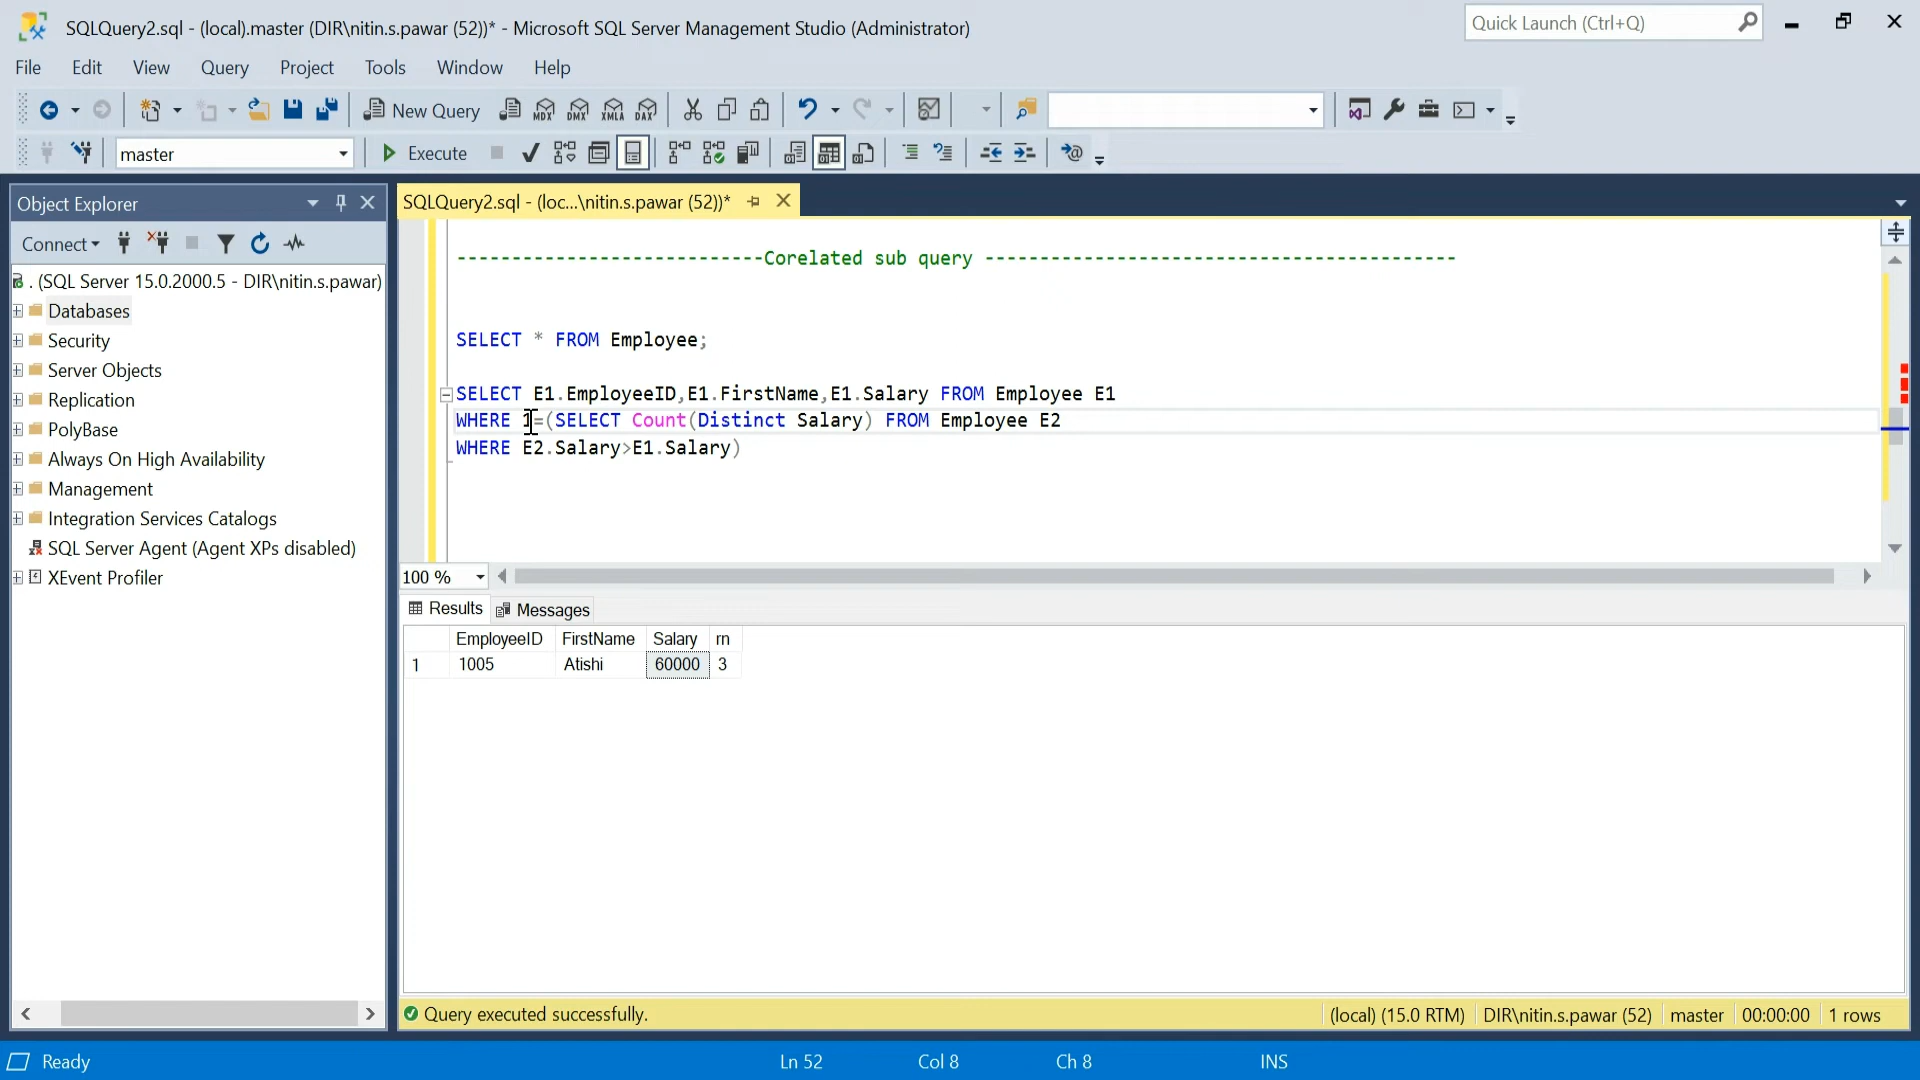 SQLQuery2.sql - (local).master (DIR\nitin.s.pawar (52))* - Microsoft SQL Server Management Studio (Administrator)
Quick Launch (Ctrl+Q)
File Edit View Query Project Tools Window Help
New Query MDX DMX XMLA DAX
master Execute
Object Explorer
SQLQuery2.sql - (loc...\nitin.s.pawar (52))*
Connect
. (SQL Server 15.0.2000.5 - DIR\nitin.s.pawar)
Databases
Security
Server Objects
Replication
PolyBase
Always On High Availability
Management
Integration Services Catalogs
SQL Server Agent (Agent XPs disabled)
XEvent Profiler
----------------------------Corelated sub query -------------------------------------------
SELECT * FROM Employee;
SELECT E1.EmployeeID,E1.FirstName,E1.Salary FROM Employee E1
WHERE 1=(SELECT Count(Distinct Salary) FROM Employee E2
WHERE E2.Salary>E1.Salary)
100 %
Results Messages
EmployeeID FirstName Salary rn
1 1005 Atishi 60000 3
Query executed successfully.
(local) (15.0 RTM) DIR\nitin.s.pawar (52) master 00:00:00 1 rows
Ready Ln 52 Col 8 Ch 8 INS